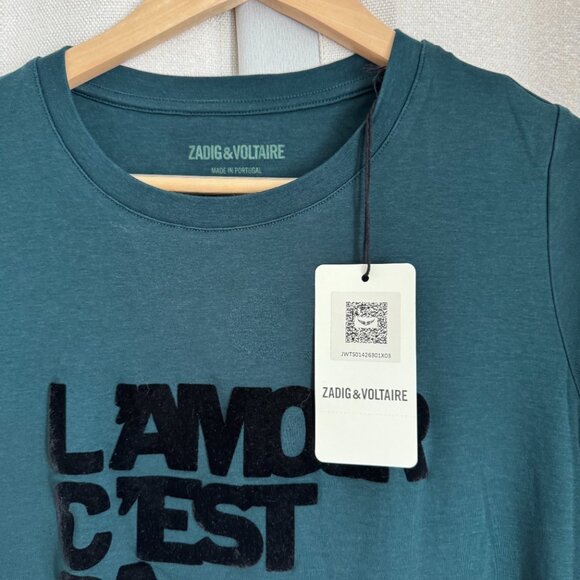 ZADIG&VOLTAIRE
MADE IN PORTUGAL
JWTS01426301X03
ZADIG&VOLTAIRE
L'AMOUR
C'EST